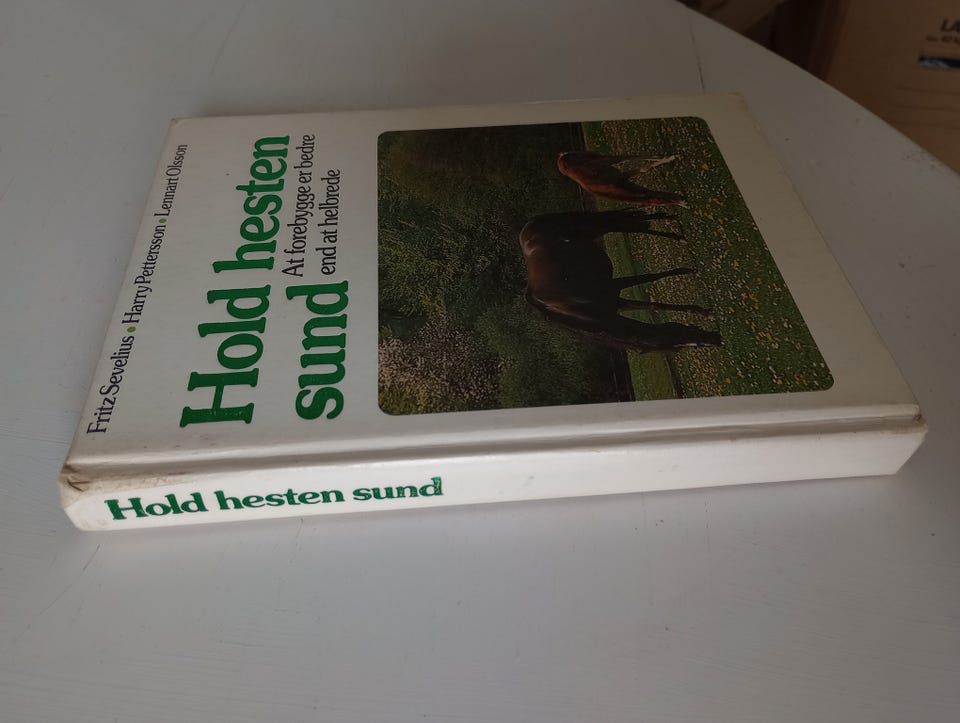 Fritz Sevelius • Harry Pettersson • Lennart Olsson
Hold hesten
sund
At forebygge er bedre
end at helbrede
Hold hesten sund